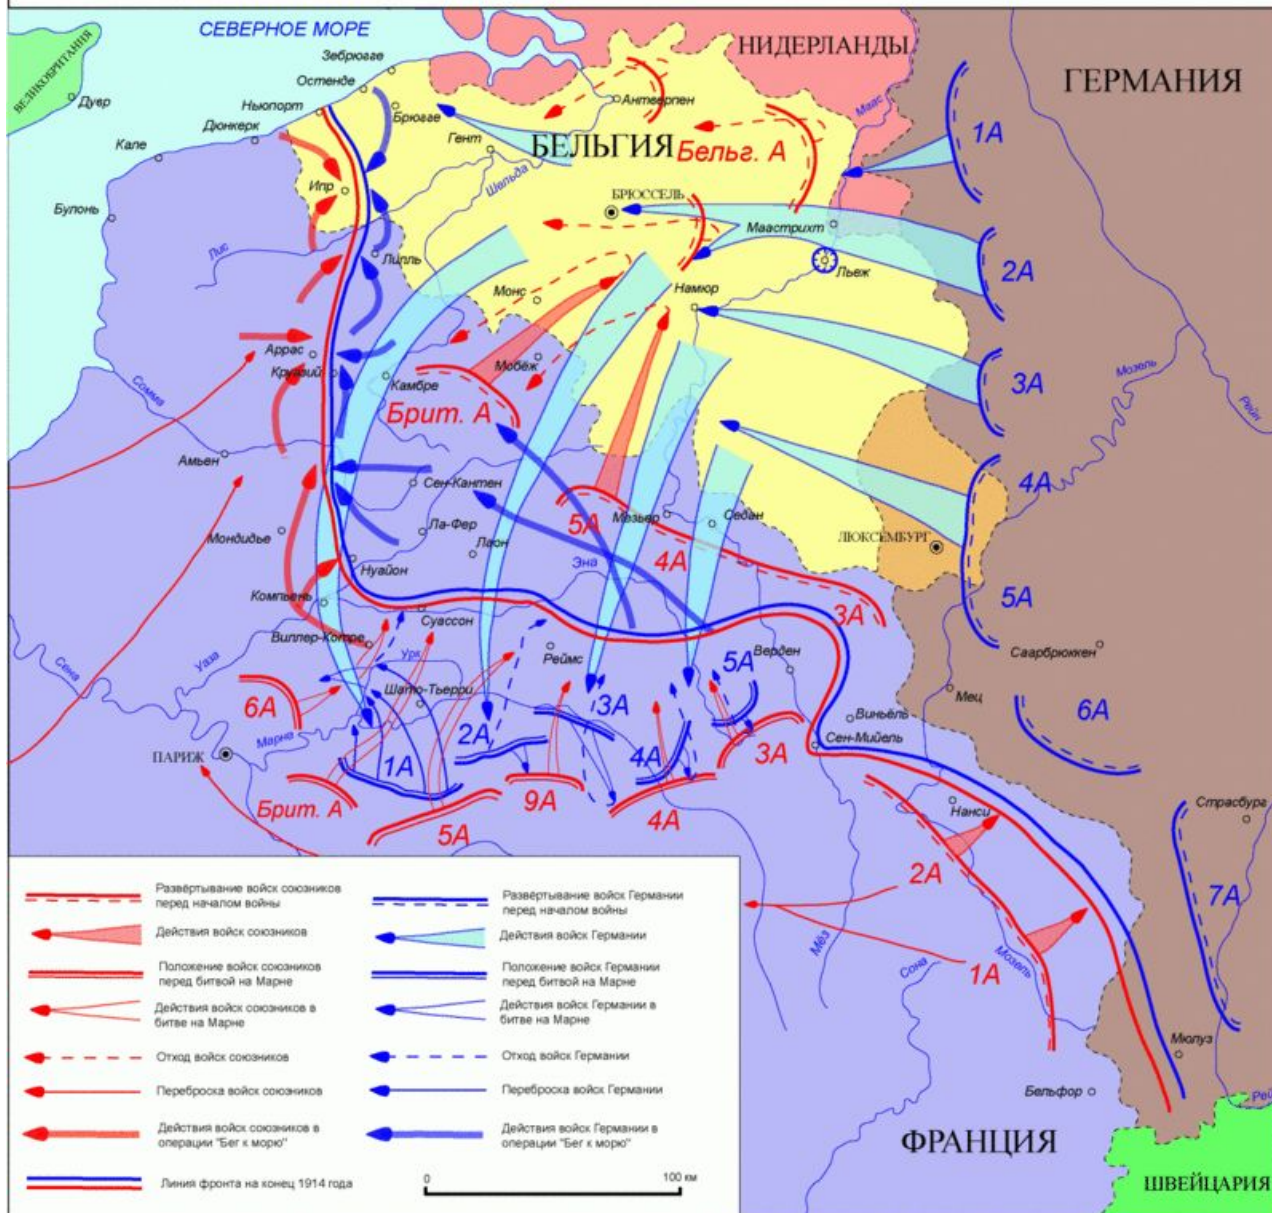 СЕВЕРНОЕ МОРЕ
НИДЕРЛАНДЫ
ГЕРМАНИЯ
ВЕЛИКОБРИТАНИЯ
Дувр
Зебрюгге
Остенде
Ньюпорт
Брюгге
Дюнкерк
Кале
Гент
Антверпен
БЕЛЬГИЯ
Бельг. А
Маас
1А
Шельда
Ипр
Булонь
БРЮССЕЛЬ
Маастрихт
Лис
Лилль
Льеж
2А
Монс
Намюр
Аррас
Мобёж
Камбре
3А
Мозель
Рейн
Сомма
Брит. А
Амьен
Сен-Кантен
4А
5А
Мезьер
Седан
Мондидье
Ла-Фер
Лаон
4А
ЛЮКСЕМБУРГ
Нуайон
Эна
Компьень
3А
5А
Суассон
Виллер-Котре
Урк
Реймс
Верден
Саарбрюккен
Сена
Уаза
5А
6А
Шато-Тьерри
3А
Мец
6А
Марна
2А
Виньёль
ПАРИЖ
1А
4А
3А
Сен-Мийель
Брит. А
9А
5А
4А
Нанси
Страсбург
2А
7А
Мёз
Сона
Мозель
1А
Мюлуз
Бельфор
Рей
ФРАНЦИЯ
ШВЕЙЦАРИЯ
Развёртывание войск союзников
перед началом войны
Действия войск союзников
Положение войск союзников
перед битвой на Марне
Действия войск союзников в
битве на Марне
Отход войск союзников
Переброска войск союзников
Действия войск союзников в
операции "Бег к морю"
Линия фронта на конец 1914 года
Развёртывание войск Германии
перед началом войны
Действия войск Германии
Положение войск Германии
перед битвой на Марне
Действия войск Германии в
битве на Марне
Отход войск Германии
Переброска войск Германии
Действия войск Германии в
операции "Бег к морю"
0 100 км